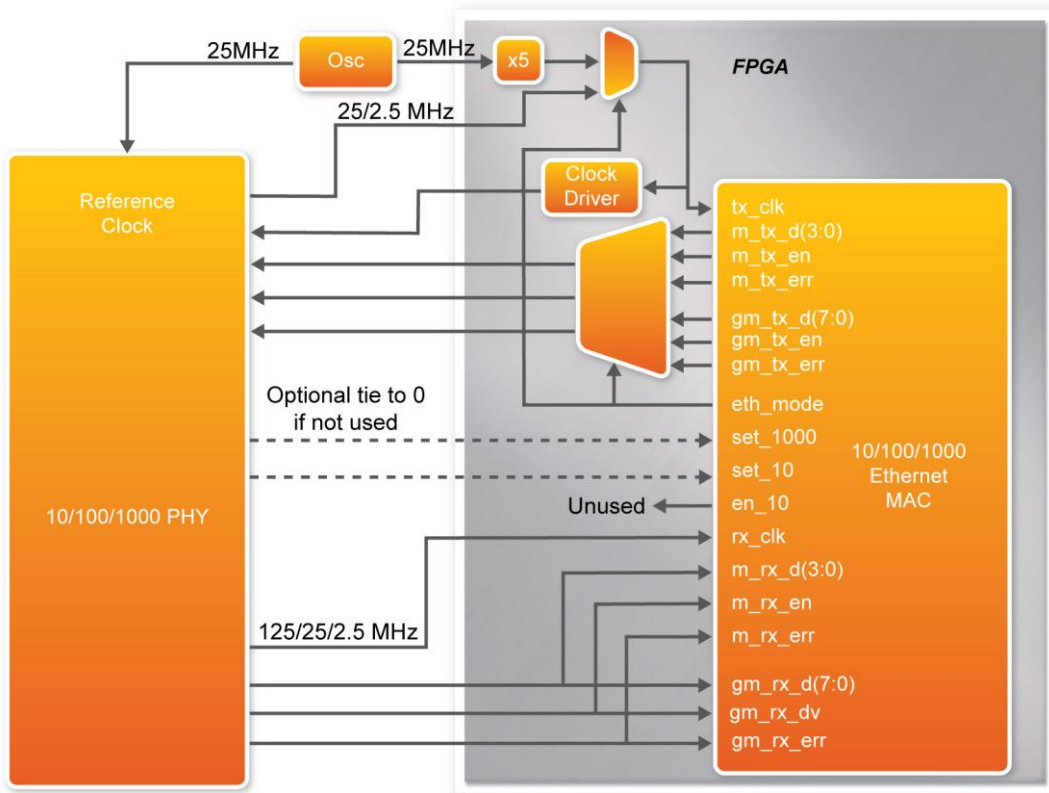 25MHz
Osc
25MHz
x5
FPGA
25/2.5 MHz
Clock
Driver
Reference
Clock
tx_clk
m_tx_d(3:0)
m_tx_en
m_tx_err
gm_tx_d(7:0)
gm_tx_en
gm_tx_err
eth_mode
Optional tie to 0
if not used
set_1000
set_10
10/100/1000
Ethernet
MAC
10/100/1000 PHY
Unused
en_10
rx_clk
m_rx_d(3:0)
m_rx_en
m_rx_err
125/25/2.5 MHz
gm_rx_d(7:0)
gm_rx_dv
gm_rx_err